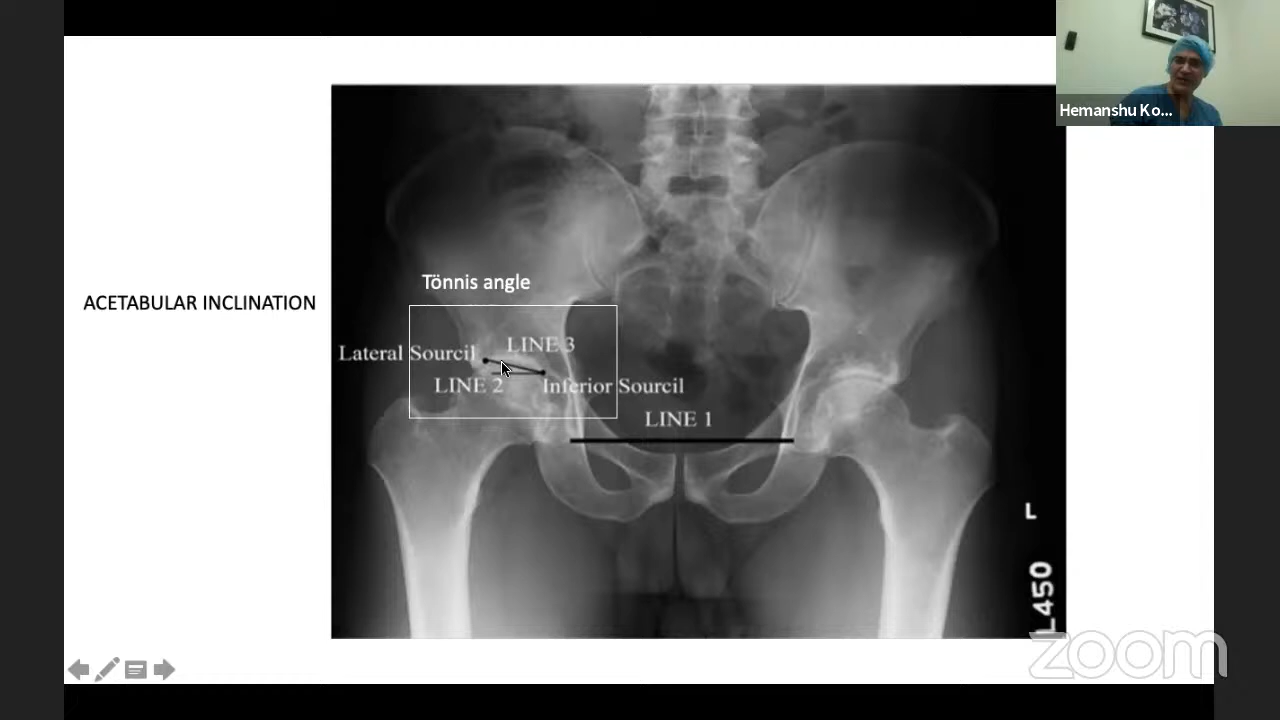 Hemanshu Ko...
Tönnis angle
ACETABULAR INCLINATION
LINE 3
Lateral Sourcil
LINE 2
Inferior Sourcil
LINE 1
L
L450
zoom